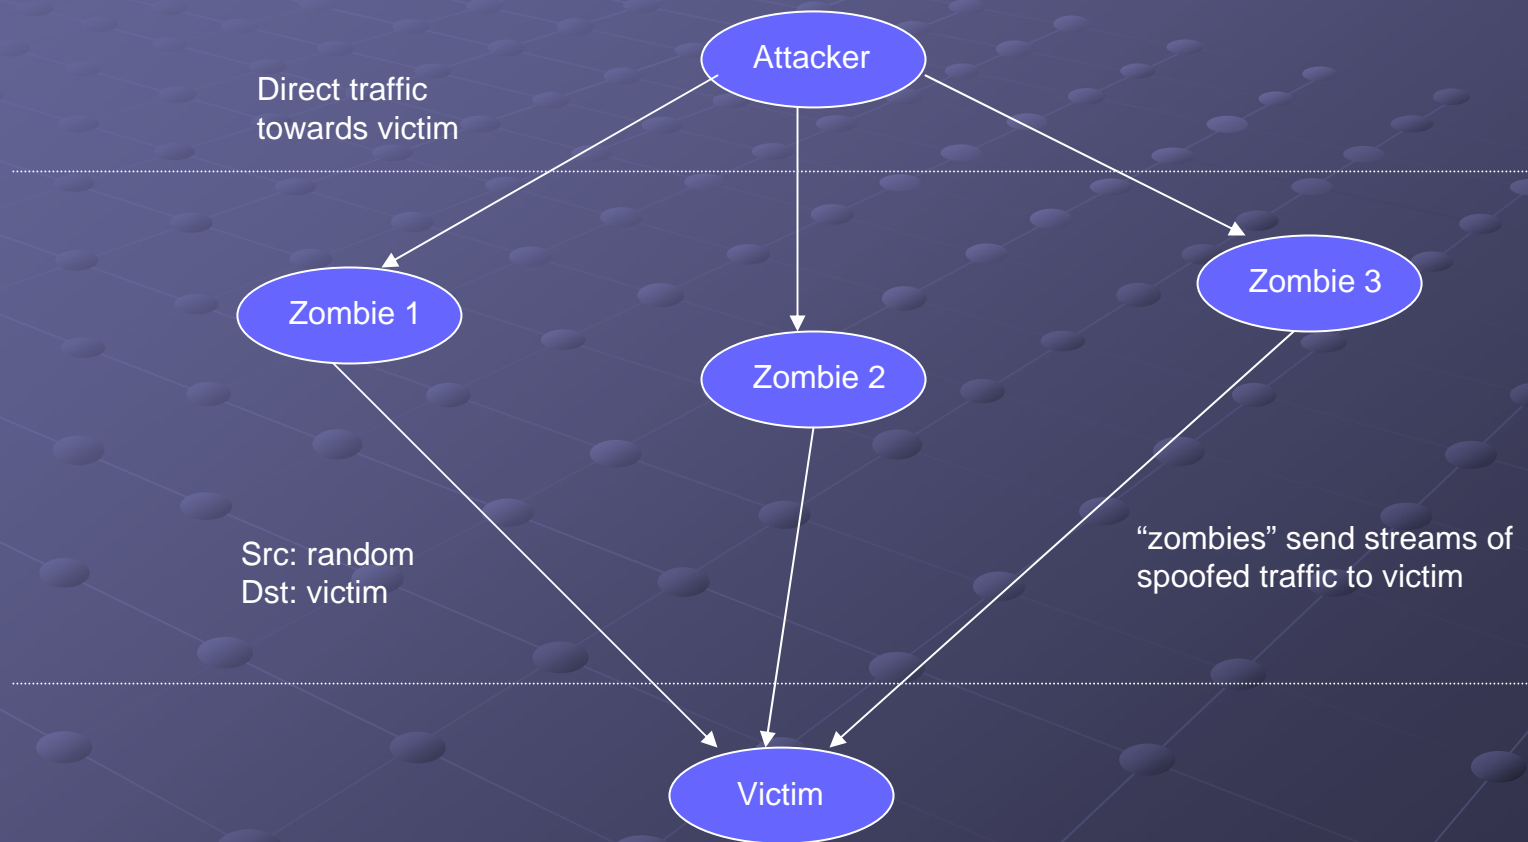 Attacker
Direct traffic
towards victim
Zombie 1
Zombie 2
Zombie 3
Src: random
Dst: victim
“zombies” send streams of
spoofed traffic to victim
Victim